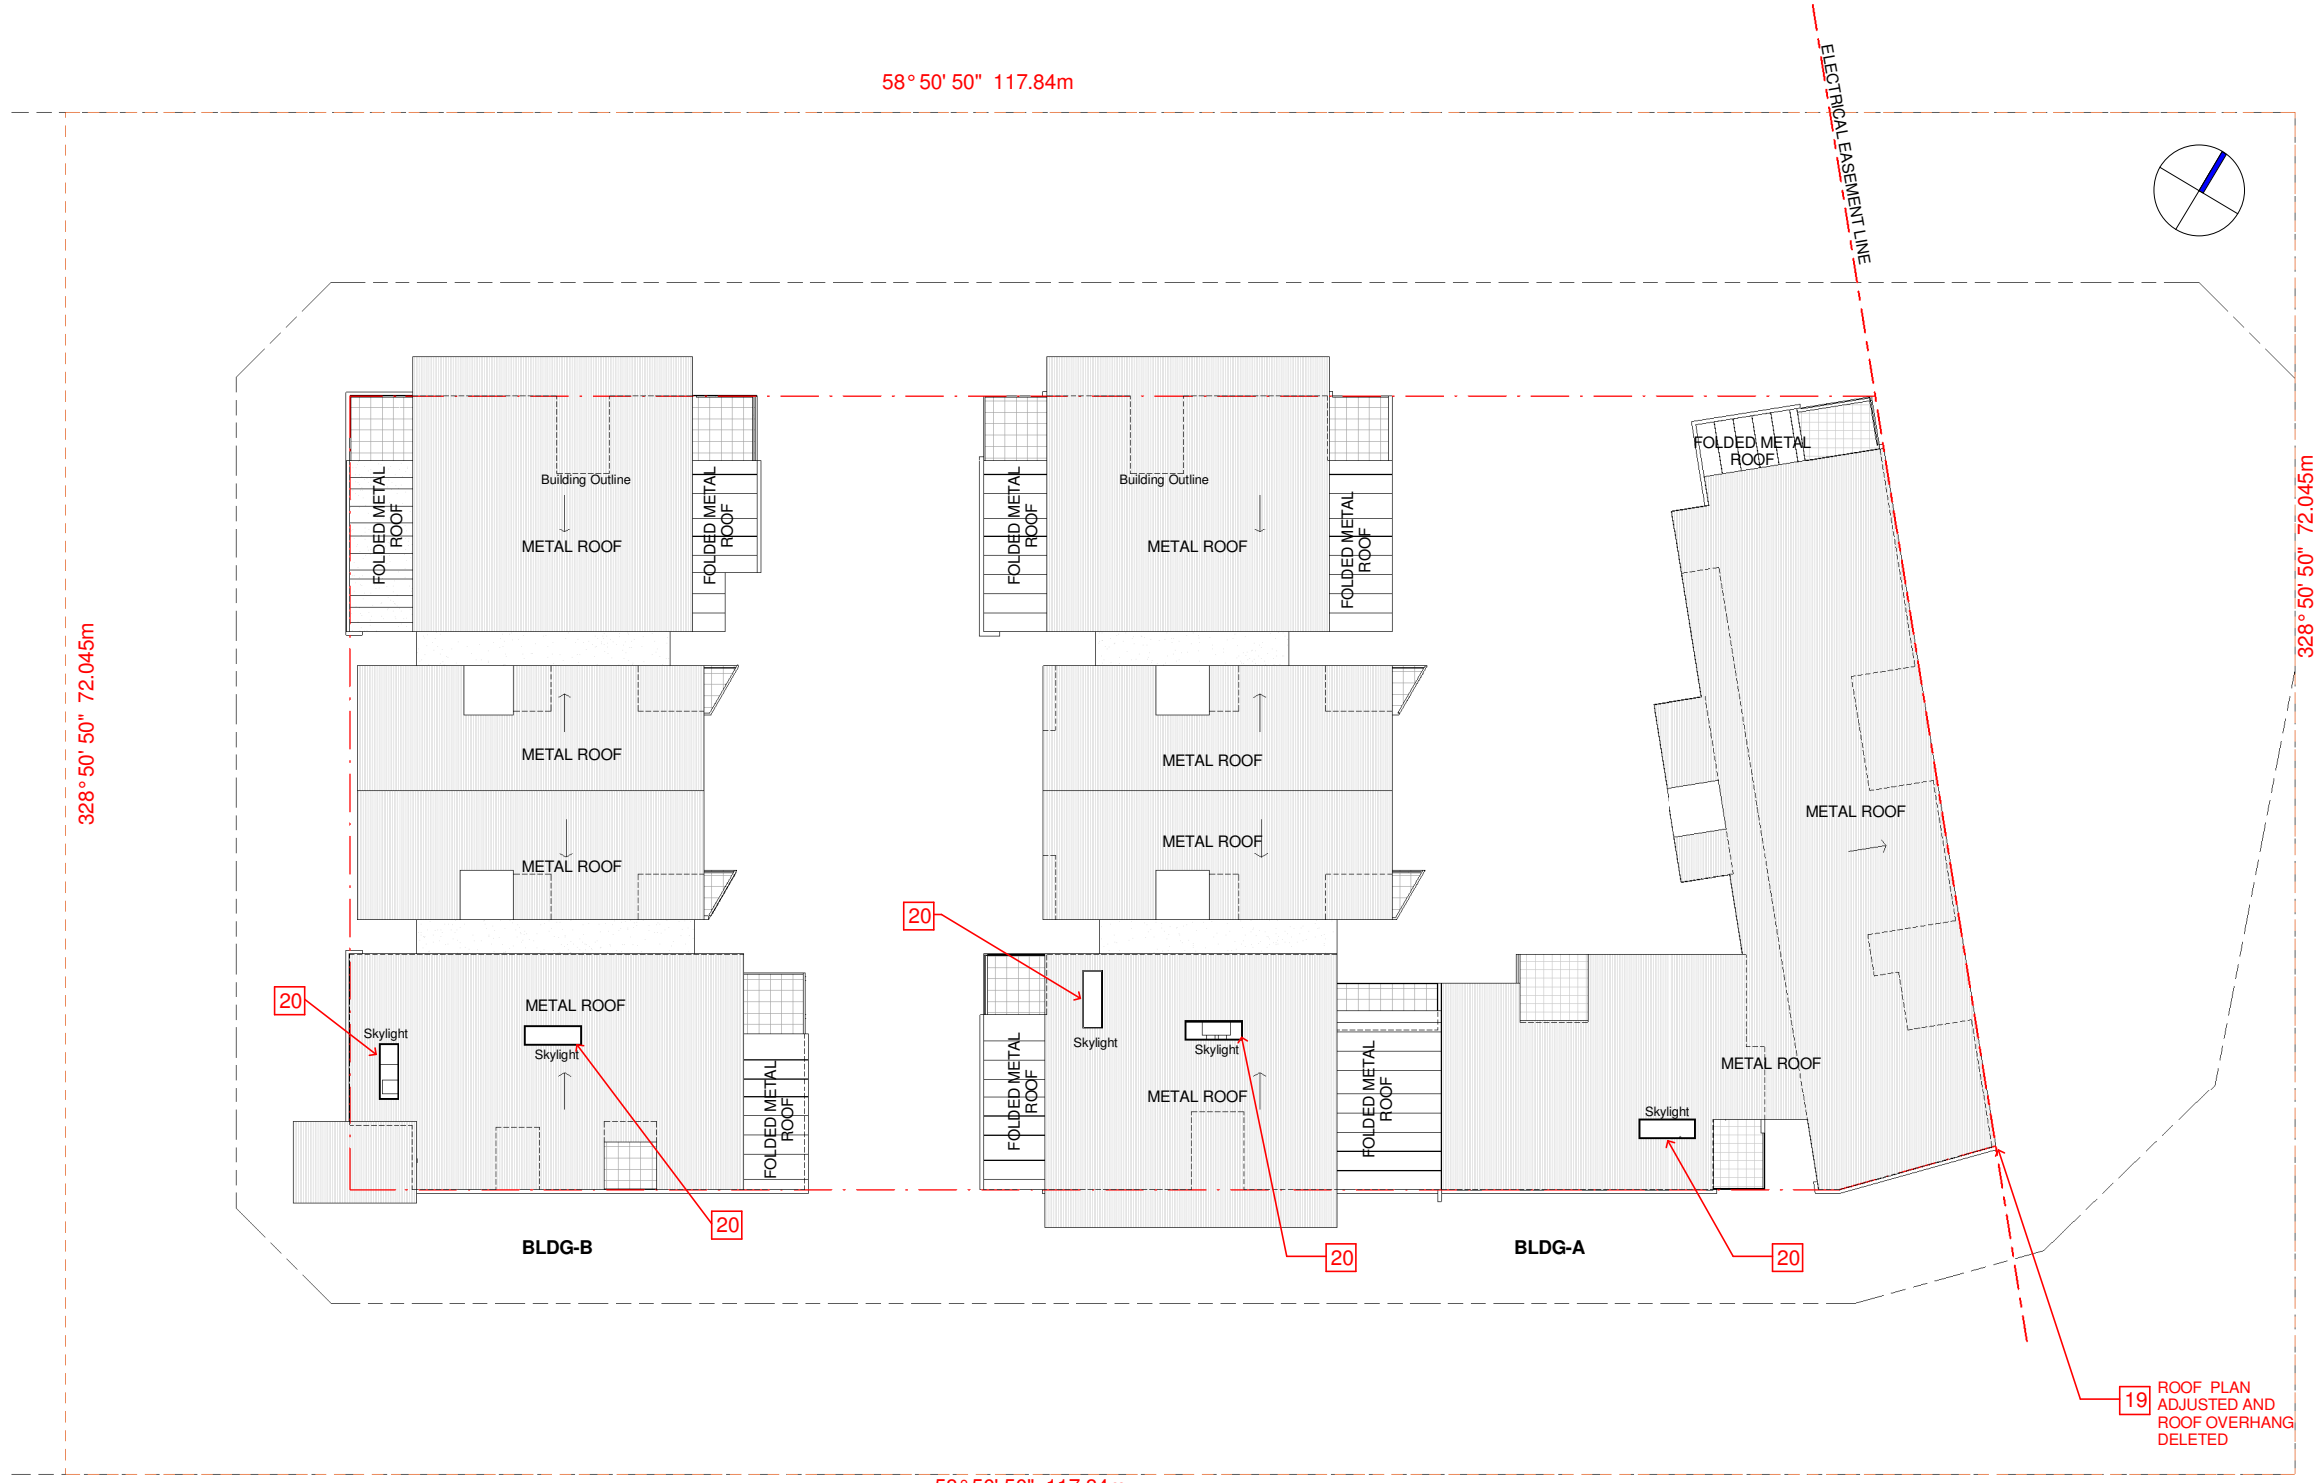 58° 50' 50" 117.84m
ELECTRICAL EASEMENT LINE
328° 50' 50" 72.045m
328° 50' 50" 72.045m
FOLDED METAL
ROOF
Building Outline
METAL ROOF
FOLDED METAL
ROOF
FOLDED METAL
ROOF
Building Outline
METAL ROOF
FOLDED METAL
ROOF
FOLDED METAL
ROOF
METAL ROOF
METAL ROOF
METAL ROOF
METAL ROOF
METAL ROOF
20
20
METAL ROOF
Skylight
Skylight
FOLDED METAL
ROOF
20
BLDG-B
FOLDED METAL
ROOF
Skylight
Skylight
METAL ROOF
FOLDED METAL
ROOF
20
METAL ROOF
Skylight
BLDG-A
20
19
ROOF PLAN
ADJUSTED AND
ROOF OVERHANG
DELETED